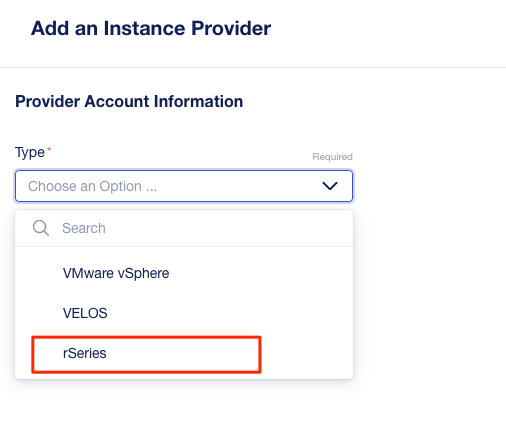 Add an Instance Provider
Provider Account Information
Type *
Required
Choose an Option ...
Search
VMware vSphere
VELOS
rSeries